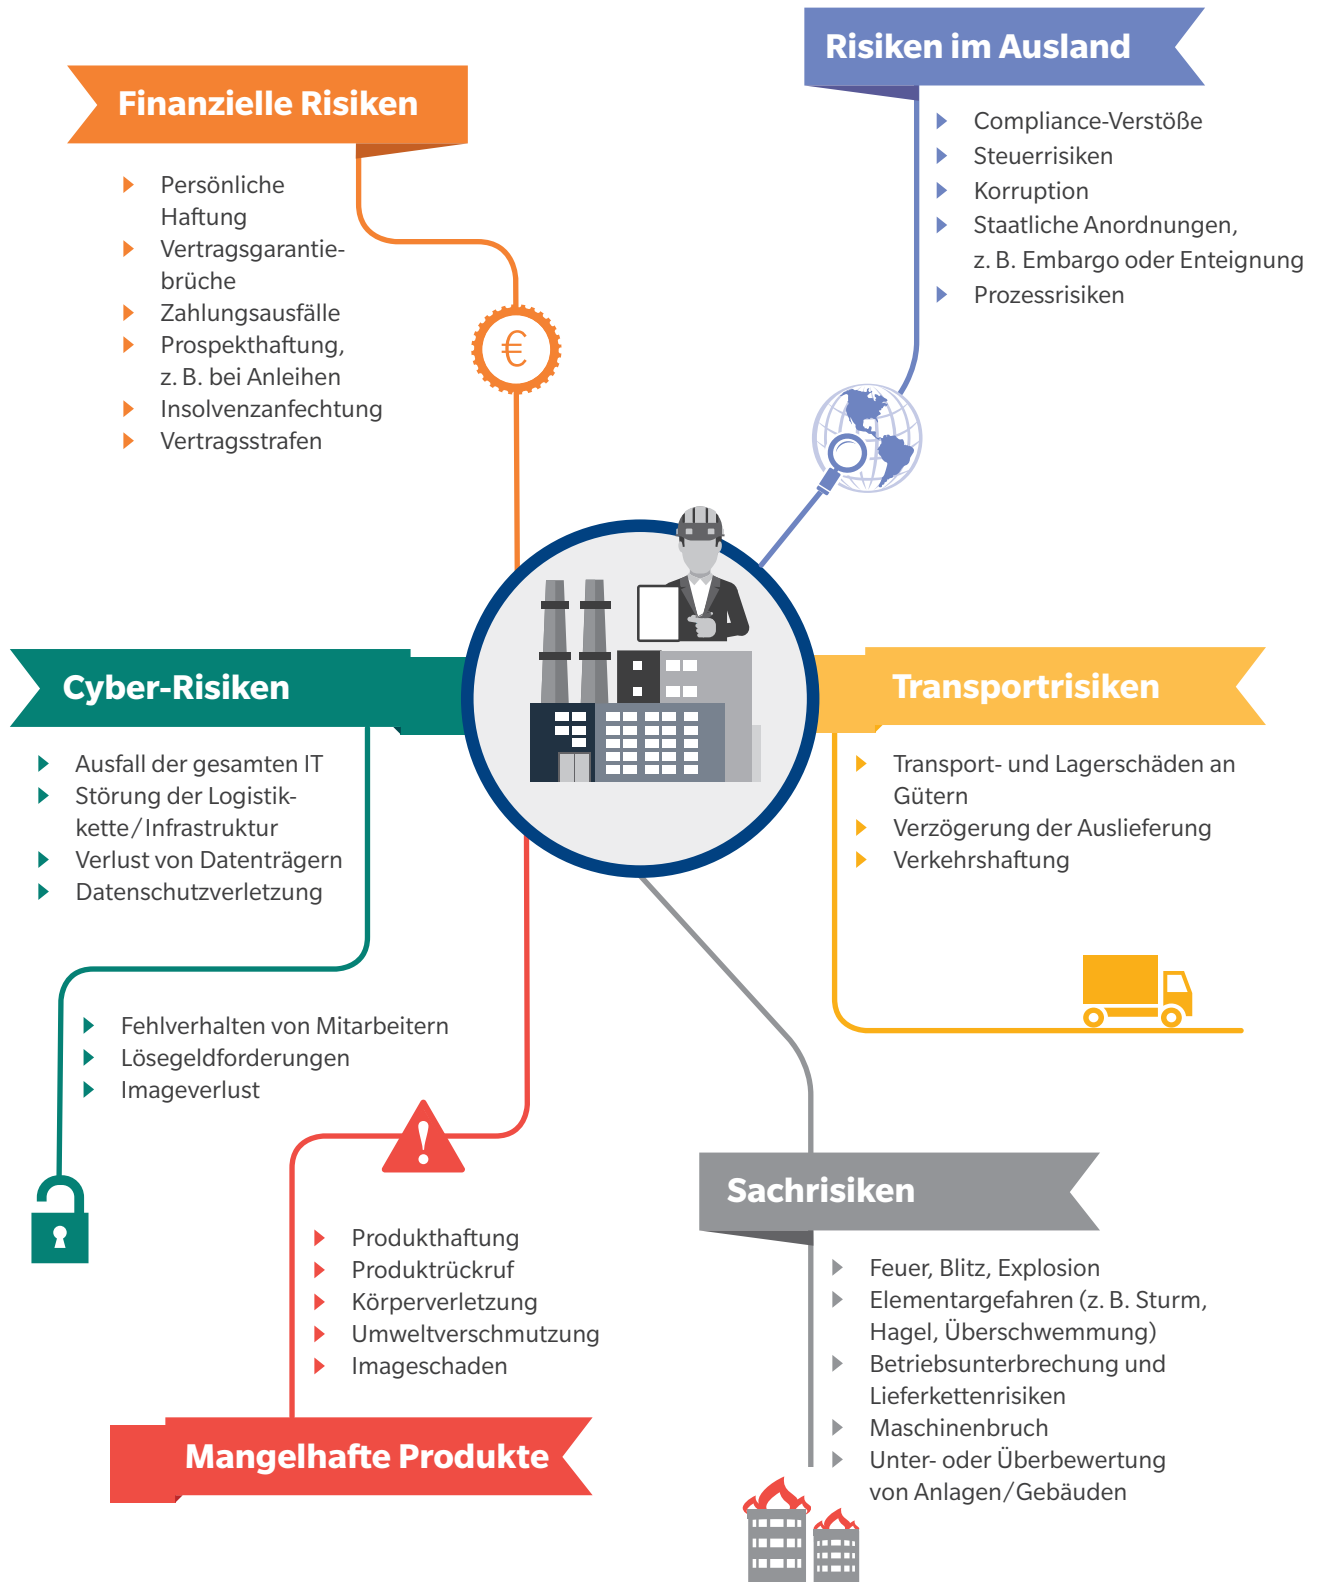 Finanzielle Risiken
Persönliche
Haftung
Vertragsgarantie-
brüche
Zahlungsausfälle
Prospekthaftung,
z. B. bei Anleihen
Insolvenzanfechtung
Vertragsstrafen
€
Risiken im Ausland
Compliance-Verstöße
Steuerrisiken
Korruption
Staatliche Anordnungen,
z. B. Embargo oder Enteignung
Prozessrisiken
Cyber-Risiken
Ausfall der gesamten IT
Störung der Logistik-
kette/Infrastruktur
Verlust von Datenträgern
Datenschutzverletzung
Fehlverhalten von Mitarbeitern
Lösegeldforderungen
Imageverlust
Transportrisiken
Transport- und Lagerschäden an
Gütern
Verzögerung der Auslieferung
Verkehrshaftung
!
Produkthaftung
Produktrückruf
Körperverletzung
Umweltverschmutzung
Imageschaden
Mangelhafte Produkte
Sachrisiken
Feuer, Blitz, Explosion
Elementargefahren (z. B. Sturm,
Hagel, Überschwemmung)
Betriebsunterbrechung und
Lieferkettenrisiken
Maschinenbruch
Unter- oder Überbewertung
von Anlagen/Gebäuden